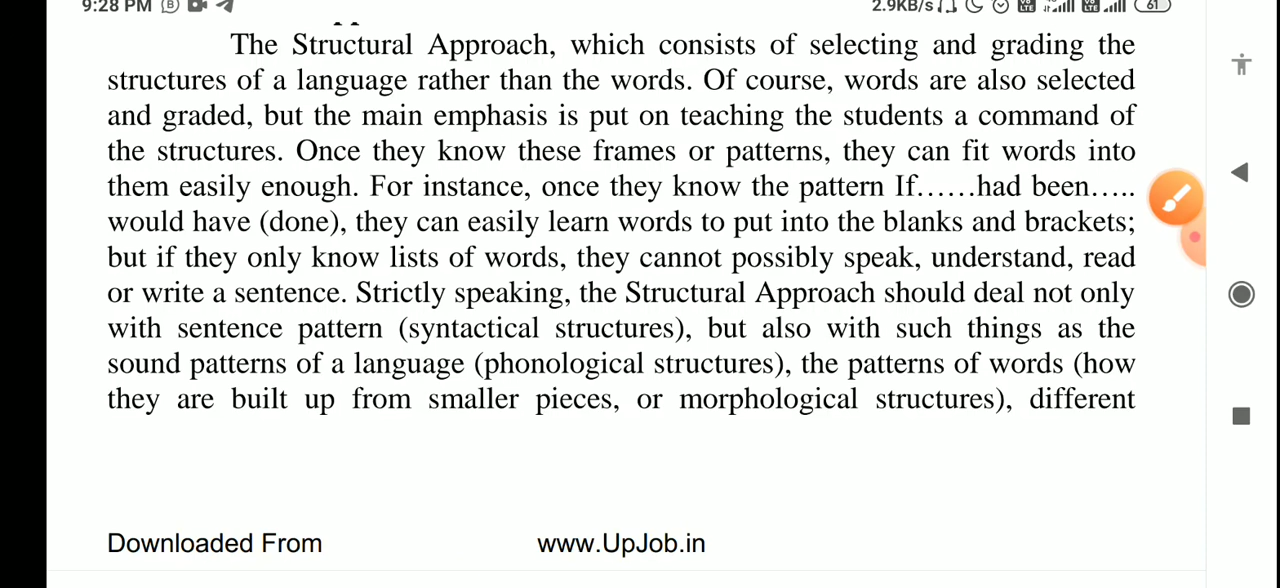 9:28 PM
2.9KB/s
61
The Structural Approach, which consists of selecting and grading the
structures of a language rather than the words. Of course, words are also selected
and graded, but the main emphasis is put on teaching the students a command of
the structures. Once they know these frames or patterns, they can fit words into
them easily enough. For instance, once they know the pattern If……had been…..
would have (done), they can easily learn words to put into the blanks and brackets;
but if they only know lists of words, they cannot possibly speak, understand, read
or write a sentence. Strictly speaking, the Structural Approach should deal not only
with sentence pattern (syntactical structures), but also with such things as the
sound patterns of a language (phonological structures), the patterns of words (how
they are built up from smaller pieces, or morphological structures), different
Downloaded From www.UpJob.in